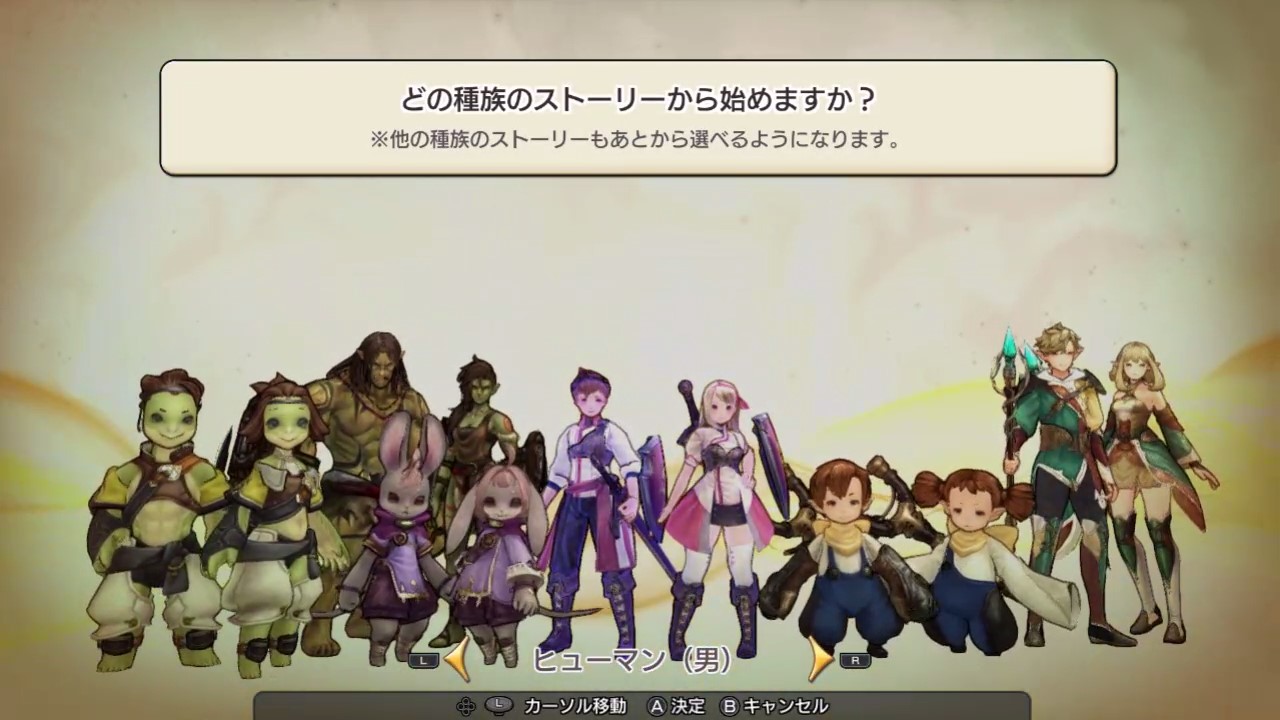 どの種族のストーリーから始めますか？
※他の種族のストーリーもあとから選べるようになります。
L ヒューマン（男） R
L カーソル移動 A 決定 B キャンセル